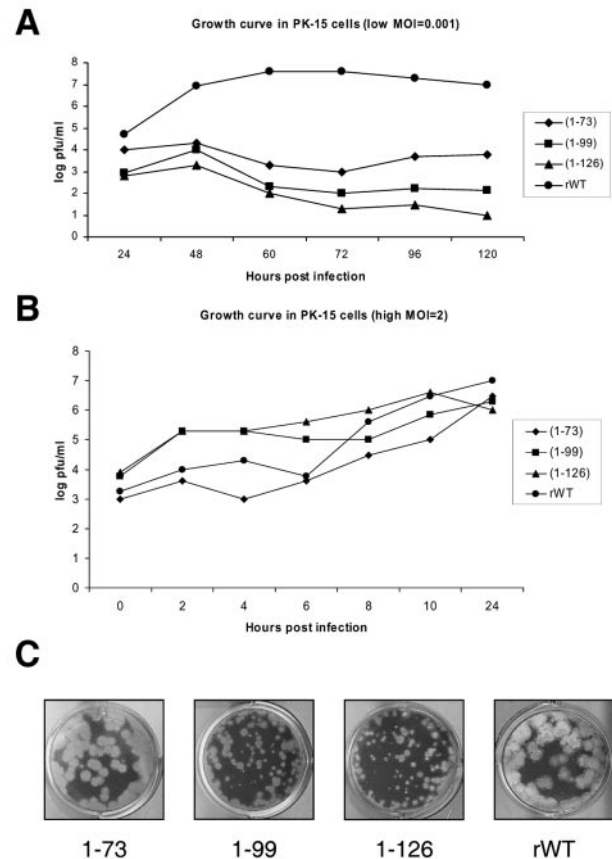 A
Growth curve in PK-15 cells (low MOI=0.001)
log pfu/ml
8
7
6
5
4
3
2
1
0
24 48 60 72 96 120
Hours post infection
(1-73)
(1-99)
(1-126)
rWT
B
Growth curve in PK-15 cells (high MOI=2)
log pfu/ml
8
7
6
5
4
3
2
1
0
0 2 4 6 8 10 24
Hours post infection
(1-73)
(1-99)
(1-126)
rWT
C
1-73 1-99 1-126 rWT